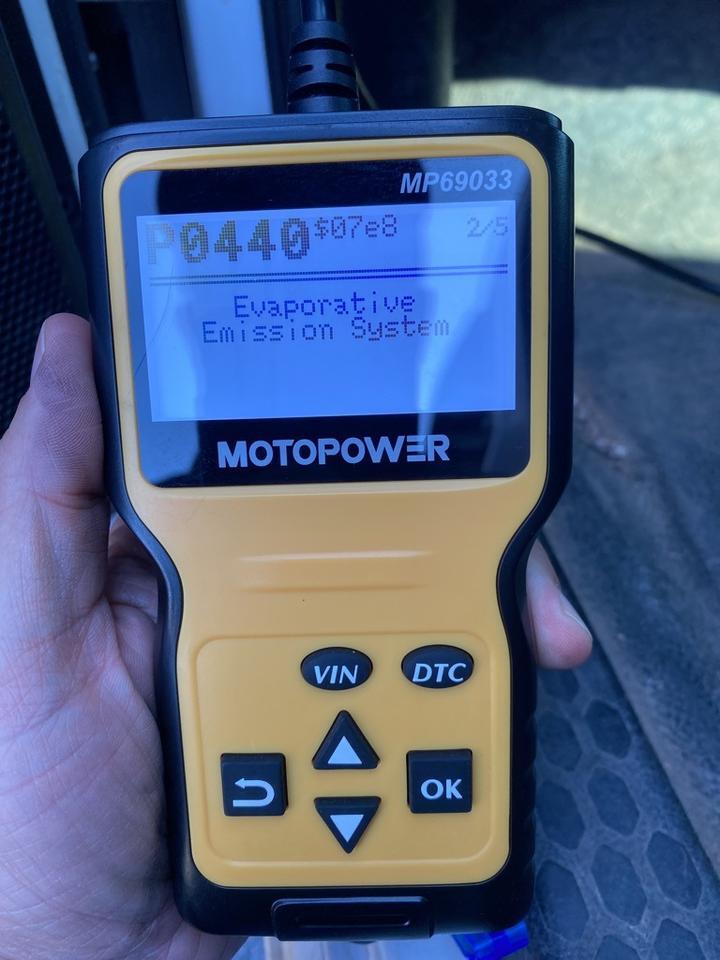 MP69033
P0440 $07e8 2/5
Evaporative
Emission System
MOTOPOWER
VIN DTC
OK